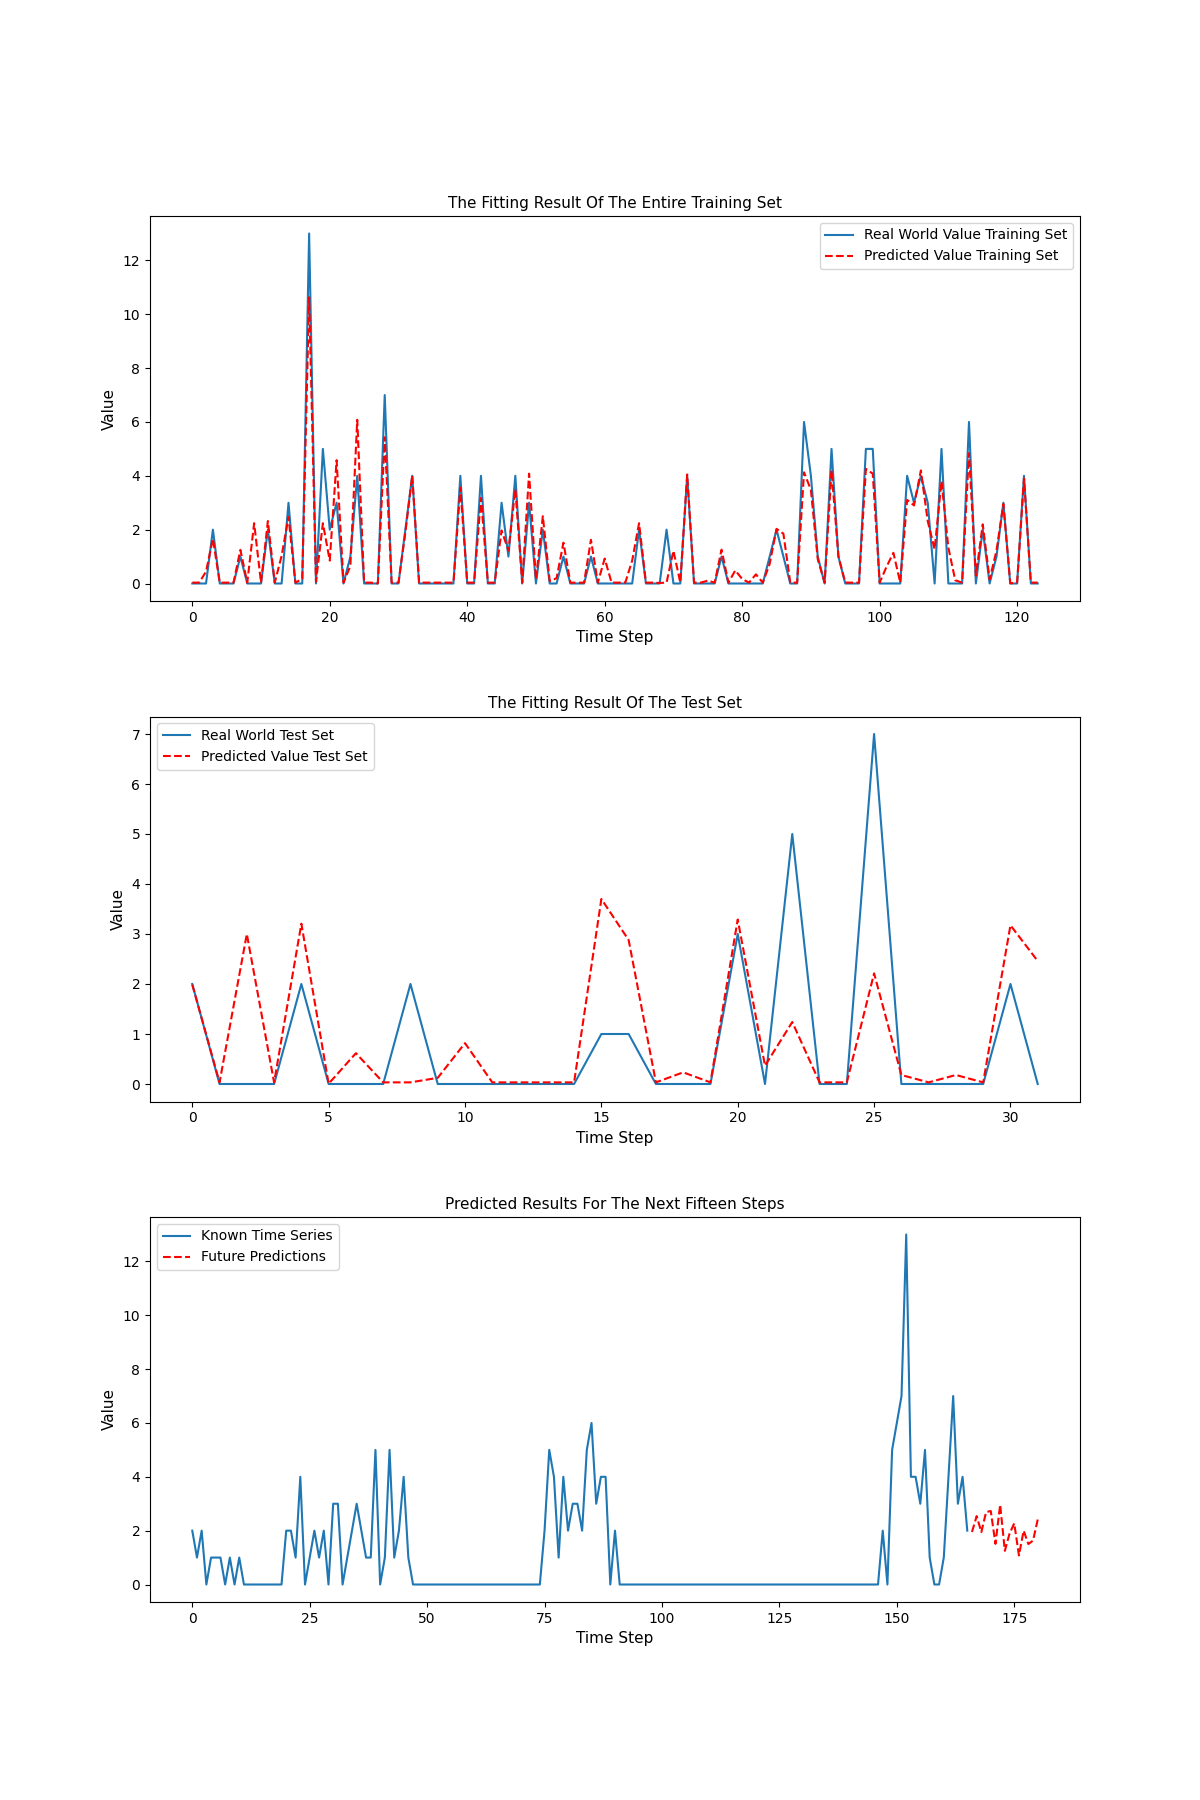 The Fitting Result Of The Entire Training Set
Real World Value Training Set
Predicted Value Training Set
Value
12
10
8
6
4
2
0
0 20 40 60 80 100 120
Time Step
The Fitting Result Of The Test Set
Real World Test Set
Predicted Value Test Set
Value
7
6
5
4
3
2
1
0
0 5 10 15 20 25 30
Time Step
Predicted Results For The Next Fifteen Steps
Known Time Series
Future Predictions
Value
12
10
8
6
4
2
0
0 25 50 75 100 125 150 175
Time Step